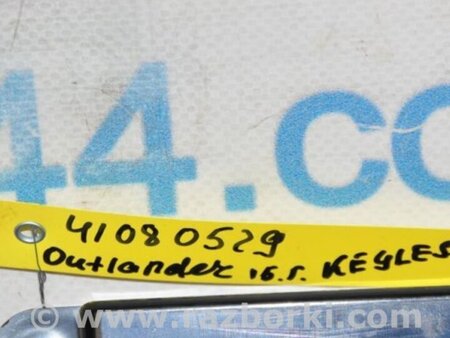 44.co
41080529
Outlander 16 г. KEYLES
© www.razborki.com